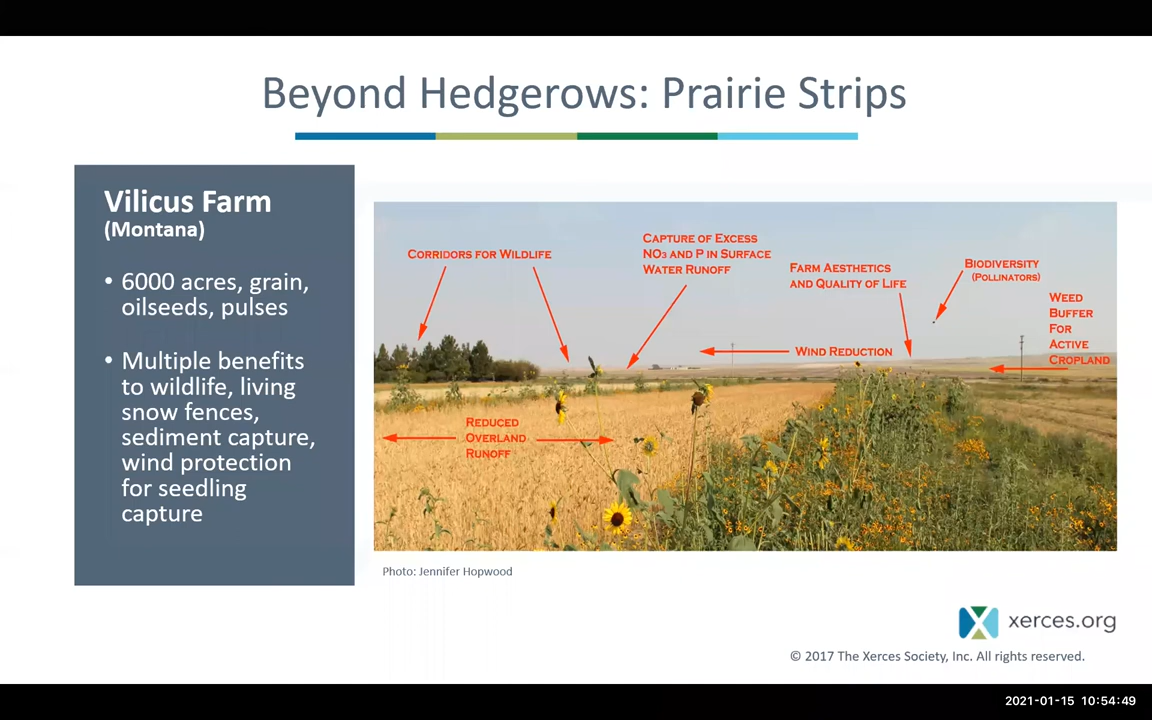 Beyond Hedgerows: Prairie Strips
Vilicus Farm
(Montana)
• 6000 acres, grain,
oilseeds, pulses
• Multiple benefits
to wildlife, living
snow fences,
sediment capture,
wind protection
for seedling
capture
CORRIDORS FOR WILDLIFE
CAPTURE OF EXCESS
NO3 AND P IN SURFACE
WATER RUNOFF
FARM AESTHETICS
AND QUALITY OF LIFE
BIODIVERSITY
(POLLINATORS)
WEED
BUFFER
FOR
ACTIVE
CROPLAND
WIND REDUCTION
REDUCED
OVERLAND
RUNOFF
Photo: Jennifer Hopwood
xerces.org
© 2017 The Xerces Society, Inc. All rights reserved.
2021-01-15 10:54:49